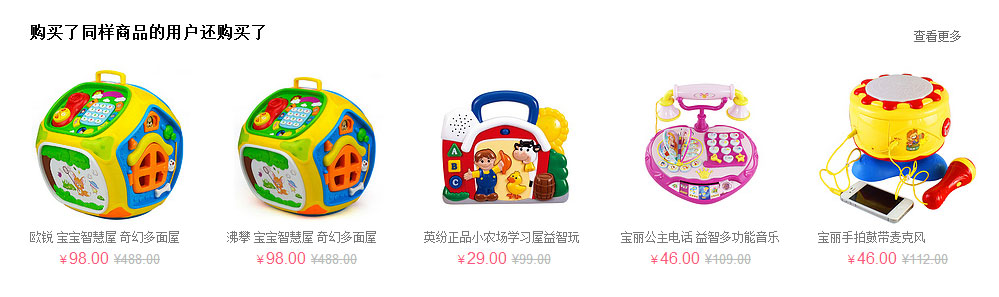 购买了同样商品的用户还购买了
查看更多
A
B
C
欧锐 宝宝智慧屋 奇幻多面屋
¥98.00 ¥488.00
沸攀 宝宝智慧屋 奇幻多面屋
¥98.00 ¥488.00
英纷正品小农场学习屋益智玩
¥29.00 ¥99.00
宝丽公主电话 益智多功能音乐
¥46.00 ¥109.00
宝丽手拍鼓带麦克风
¥46.00 ¥112.00